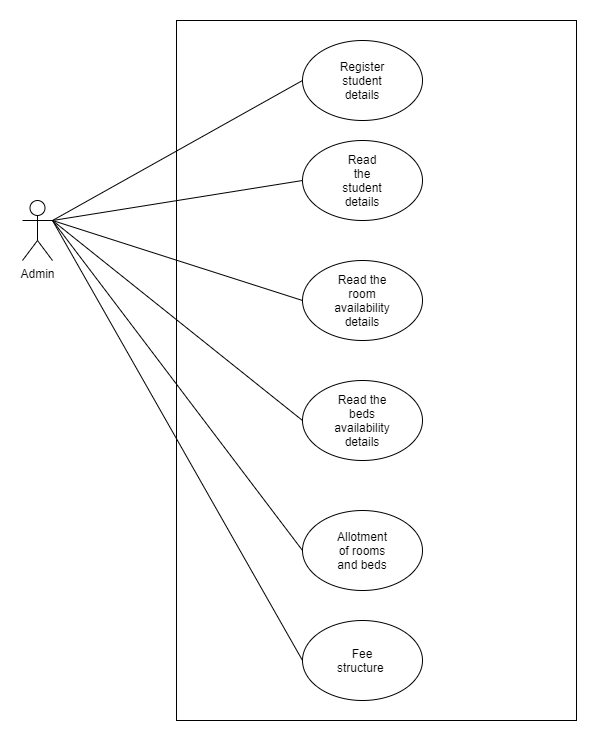 Register
student
details
Read
the
student
details
Admin
Read the
room
availability
details
Read the
beds
availability
details
Allotment
of rooms
and beds
Fee
structure